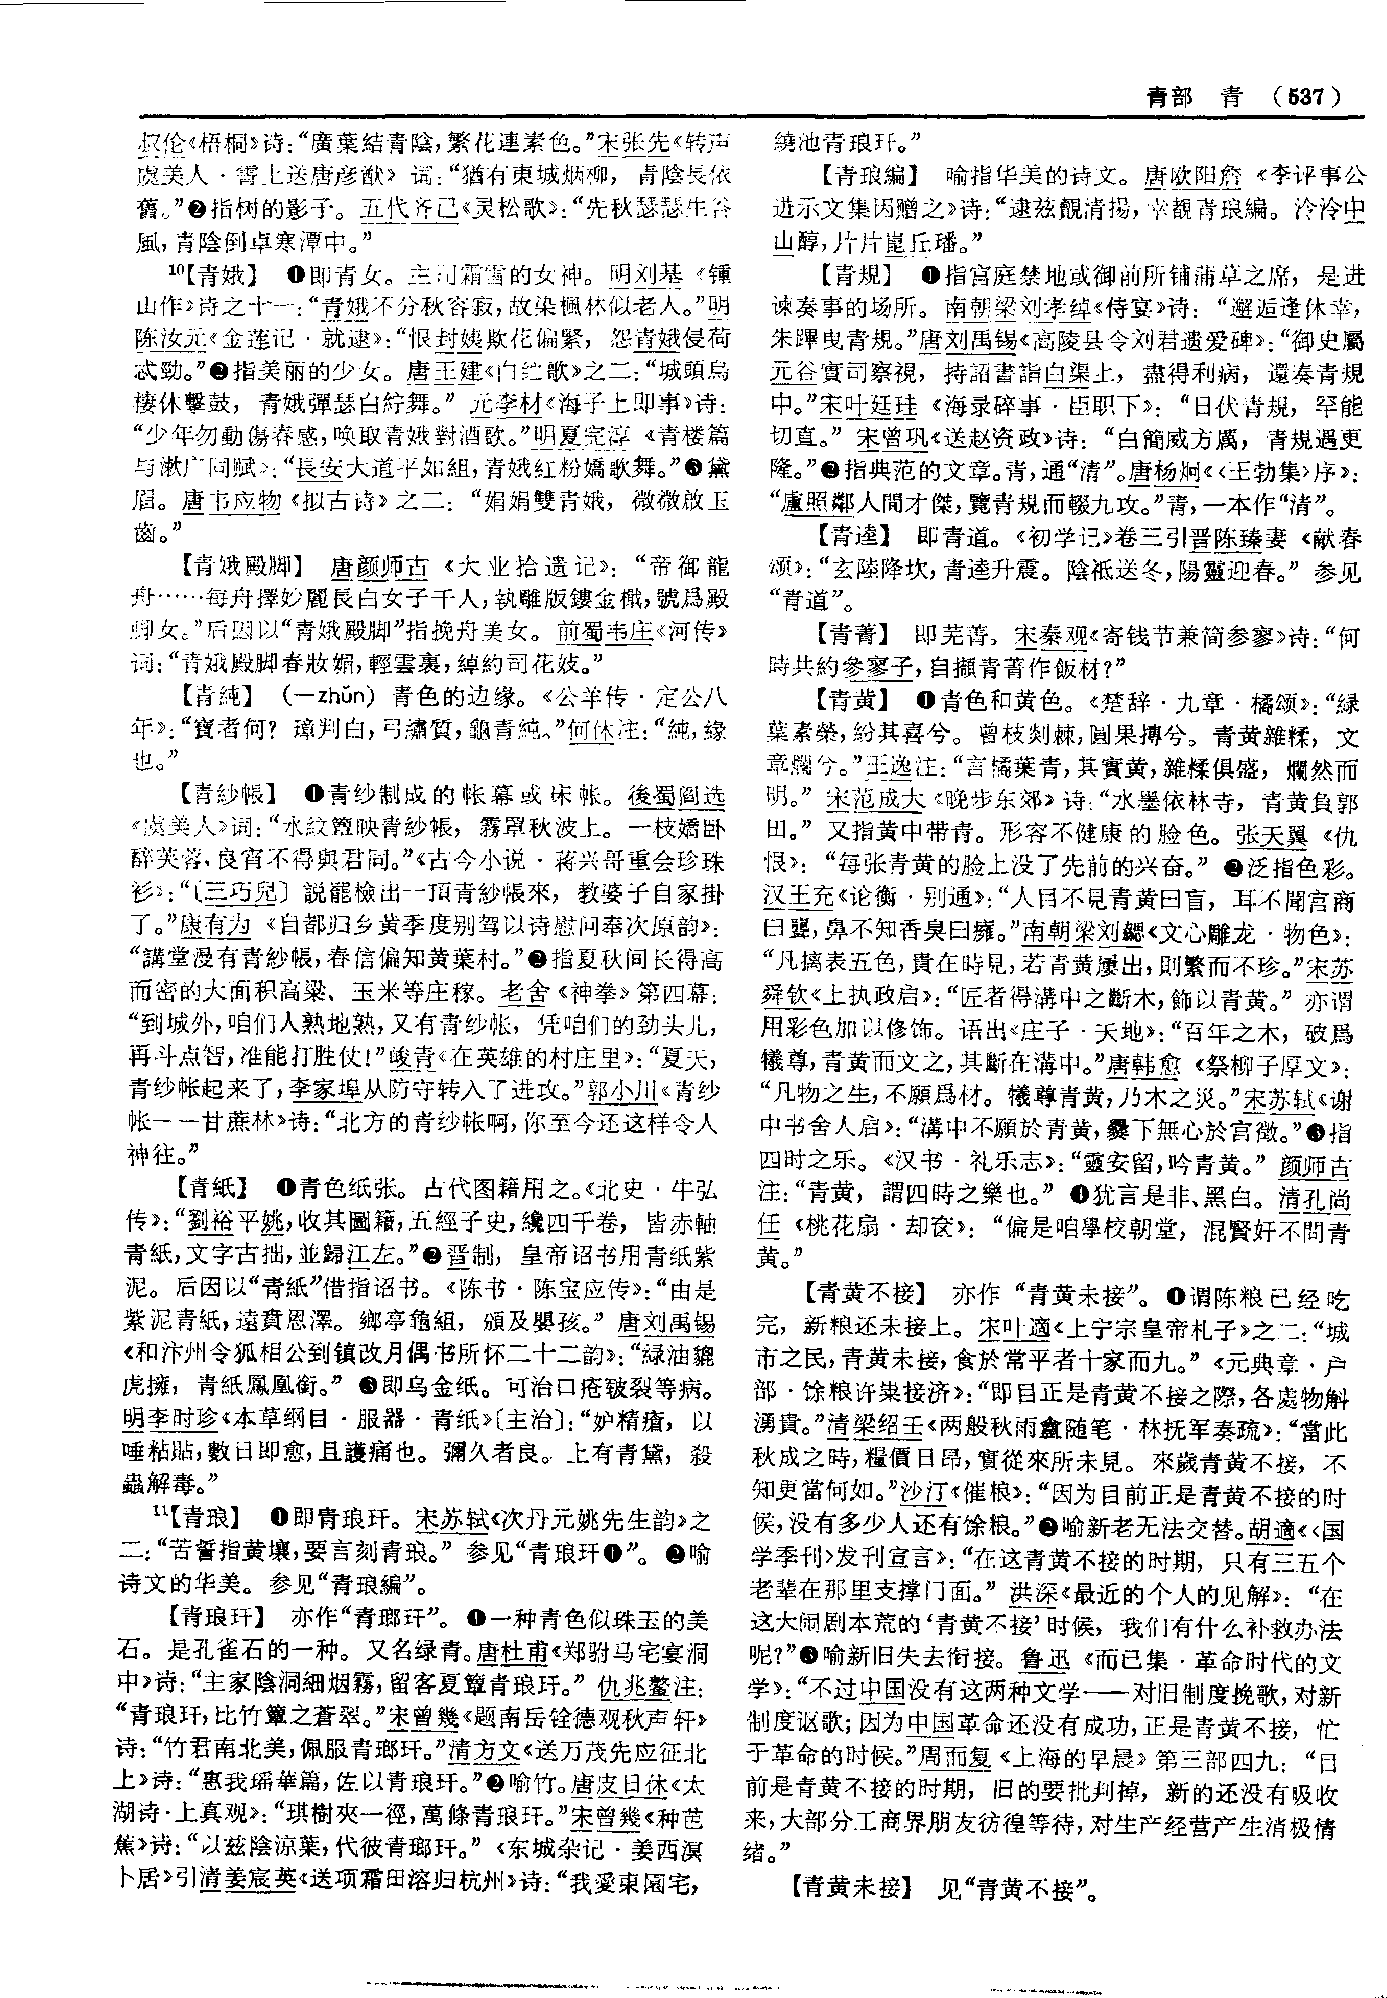 青部　青　（537）
叔伦《梧桐》诗：“廣葉結青陰，繁花連素色。”宋张先《转声
虞美人·霅上送唐彦猷》词：“猶有東城烟柳，青陰長依
舊。”❷指树的影子。五代齐己《灵松歌》：“先秋瑟瑟生谷
風，青陰倒卓寒潭中。”
¹⁰【青娥】　❶即青女。主司霜雪的女神。明刘基《锺
山作》诗之十一：“青娥不分秋容寂，故染楓林似老人。”明
陈汝元《金莲记·就逮》：“恨封姨欺花偏緊，怨青娥侵荷
忒勁。”❷指美丽的少女。唐王建《白纻歌》之二：“城頭烏
棲休擊鼓，青娥彈瑟白紵舞。”元李材《海子上即事》诗：
“少年勿動傷春感，唤取青娥對酒歌。”明夏完淳《青楼篇
与漱广同赋》：“長安大道平如組，青娥紅粉嬌歌舞。”❸黛
眉。唐韦应物《拟古诗》之二：“娟娟雙青娥，微微啟玉
齒。”
【青娥殿脚】　唐颜师古《大业拾遗记》：“帝御龍
舟……每舟擇妙麗長白女子千人，執雕版鏤金檝，號爲殿
脚女。”后因以“青娥殿脚”指挽舟美女。前蜀韦庄《河传》
词：“青娥殿脚春妝媚，輕雲裏，綽約司花妓。”
【青純】　（—zhǔn）青色的边缘。《公羊传·定公八
年》：“寶者何？璋判白，弓繡質，龜青純。”何休注：“純，緣
也。”
【青紗帳】　❶青纱制成的帐幕或床帐。後蜀阎选
《虞美人》词：“水紋簟映青紗帳，霧罩秋波上。一枝嬌卧
醉芙蓉，良宵不得與君同。”《古今小说·蒋兴哥重会珍珠
衫》：“〔三巧兒〕説罷檢出一頂青紗帳來，教婆子自家掛
了。”康有为《自都归乡黄季度别驾以诗慰问奉次原韵》：
“講堂漫有青紗帳，春信偏知黄葉村。”❷指夏秋间长得高
而密的大面积高粱、玉米等庄稼。老舍《神拳》第四幕：
“到城外，咱们人熟地熟，又有青纱帐，凭咱们的劲头儿，
再斗点智，准能打胜仗！”峻青《在英雄的村庄里》：“夏天，
青纱帐起来了，李家埠从防守转入了进攻。”郭小川《青纱
帐——甘蔗林》诗：“北方的青纱帐啊，你至今还这样令人
神往。”
【青紙】　❶青色纸张。古代图籍用之。《北史·牛弘
传》：“劉裕平姚，收其圖籍，五經子史，纔四千卷，皆赤軸
青紙，文字古拙，並歸江左。”❷晋制，皇帝诏书用青纸紫
泥。后因以“青紙”借指诏书。《陈书·陈宝应传》：“由是
紫泥青紙，遠賁恩澤。鄉亭龜組，頒及嬰孩。”唐刘禹锡
《和汴州令狐相公到镇改月偶书所怀二十二韵》：“緑油貔
虎擁，青紙鳳凰銜。”❸即乌金纸。可治口疮皲裂等病。
明李时珍《本草纲目·服器·青纸》〔主治〕：“妒精瘡，以
唾粘貼，數日即愈，且護痛也。彌久者良。上有青黛，殺
蟲解毒。”
¹¹【青琅】　❶即青琅玕。宋苏轼《次丹元姚先生韵》之
二：“苦誓指黄壤，要言刻青琅。”参见“青琅玕❶”。❷喻
诗文的华美。参见“青琅編”。
【青琅玕】　亦作“青瑯玕”。❶一种青色似珠玉的美
石。是孔雀石的一种。又名绿青。唐杜甫《郑驸马宅宴洞
中》诗：“主家陰洞細烟霧，留客夏簟青琅玕。”仇兆鳌注：
“青琅玕，比竹簟之蒼翠。”宋曾幾《题南岳铨德观秋声轩》
诗：“竹君南北美，佩服青瑯玕。”清方文《送万茂先应征北
上》诗：“惠我瑶華篇，佐以青琅玕。”❷喻竹。唐皮日休《太
湖诗·上真观》：“琪樹夾一徑，萬條青琅玕。”宋曾幾《种芭
蕉》诗：“以兹陰涼葉，代彼青瑯玕。”《东城杂记·姜西溟
卜居》引清姜宸英《送项霜田溶归杭州》诗：“我愛東園宅，
繞池青琅玕。”
【青琅編】　喻指华美的诗文。唐欧阳詹《李评事公
进示文集因赠之》诗：“逮兹覿清揚，幸覩青琅編。泠泠中
山醇，片片崑丘璠。”
【青規】　❶指宫庭禁地或御前所铺蒲草之席，是进
谏奏事的场所。南朝梁刘孝绰《侍宴》诗：“邂逅逢休幸，
朱蹕曳青規。”唐刘禹锡《高陵县令刘君遗爱碑》：“御史屬
元谷實司察視，持詔書詣白渠上，盡得利病，還奏青規
中。”宋叶廷珪《海录碎事·臣职下》：“日伏青規，罕能
切直。”宋曾巩《送赵资政》诗：“白簡威方厲，青規遇更
隆。”❷指典范的文章。青，通“清”。唐杨炯《〈王勃集〉序》：
“盧照鄰人間才傑，覽青規而輟九攻。”青，一本作“清”。
【青逵】　即青道。《初学记》卷三引晋陈臻妻《献春
颂》：“玄陸降坎，青逵升震。陰祇送冬，陽靈迎春。”参见
“青道”。
【青菁】　即芜菁，宋秦观《寄钱节兼简参寥》诗：“何
時共約參寥子，自擷青菁作飯材？”
【青黄】　❶青色和黄色。《楚辞·九章·橘颂》：“緑
葉素榮，紛其喜兮。曾枝剡棘，圓果摶兮。青黄雜糅，文
章爛兮。”王逸注：“言橘葉青，其實黄，雜糅俱盛，爛然而
明。”宋范成大《晚步东郊》诗：“水墨依林寺，青黄負郭
田。”又指黄中带青。形容不健康的脸色。张天翼《仇
恨》：“每张青黄的脸上没了先前的兴奋。”❷泛指色彩。
汉王充《论衡·别通》：“人目不見青黄曰盲，耳不聞宫商
曰聾，鼻不知香臭曰癰。”南朝梁刘勰《文心雕龙·物色》：
“凡摛表五色，貴在時見，若青黄屢出，則繁而不珍。”宋苏
舜钦《上执政启》：“匠者得溝中之斷木，飾以青黄。”亦谓
用彩色加以修饰。语出《庄子·天地》：“百年之木，破爲
犧尊，青黄而文之，其斷在溝中。”唐韩愈《祭柳子厚文》：
“凡物之生，不願爲材。犧尊青黄，乃木之災。”宋苏轼《谢
中书舍人启》：“溝中不願於青黄，爨下無心於宫徵。”❸指
四时之乐。《汉书·礼乐志》：“靈安留，吟青黄。”颜师古
注：“青黄，謂四時之樂也。”❹犹言是非、黑白。清孔尚
任《桃花扇·却奁》：“偏是咱學校朝堂，混賢奸不問青
黄。”
【青黄不接】　亦作“青黄未接”。❶谓陈粮已经吃
完，新粮还未接上。宋叶適《上宁宗皇帝札子》之二：“城
市之民，青黄未接，食於常平者十家而九。”《元典章·户
部·馀粮许粜接济》：“即目正是青黄不接之際，各處物斛
湧貴。”清梁绍壬《两般秋雨盦随笔·林抚军奏疏》：“當此
秋成之時，糧價日昂，實從來所未見。來歲青黄不接，不
知更當何如。”沙汀《催粮》：“因为目前正是青黄不接的时
候，没有多少人还有馀粮。”❷喻新老无法交替。胡適《〈国
学季刊〉发刊宣言》：“在这青黄不接的时期，只有三五个
老辈在那里支撑门面。”洪深《最近的个人的见解》：“在
这大闹剧本荒的‘青黄不接’时候，我们有什么补救办法
呢？”❸喻新旧失去衔接。鲁迅《而已集·革命时代的文
学》：“不过中国没有这两种文学——对旧制度挽歌，对新
制度讴歌；因为中国革命还没有成功，正是青黄不接，忙
于革命的时候。”周而复《上海的早晨》第三部四九：“目
前是青黄不接的时期，旧的要批判掉，新的还没有吸收
来，大部分工商界朋友彷徨等待，对生产经营产生消极情
绪。”
【青黄未接】　见“青黄不接”。